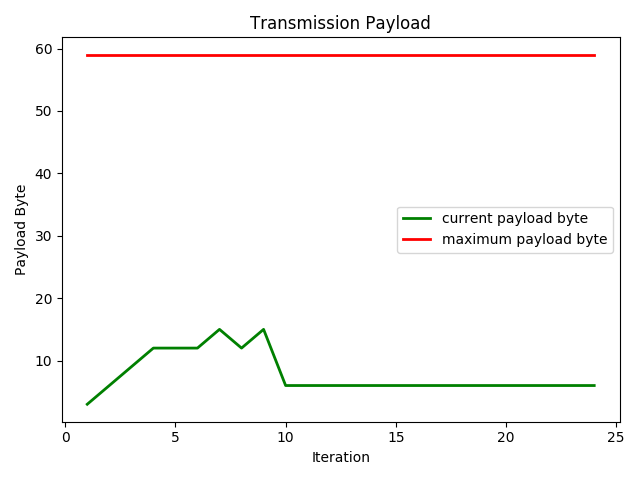 Transmission Payload
60
50
40
30
20
10
Payload Byte
current payload byte
maximum payload byte
0 5 10 15 20 25
Iteration